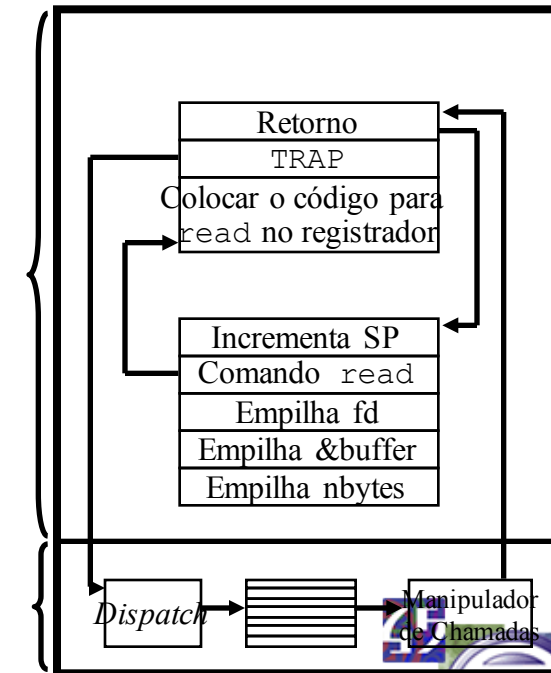 Retorno
TRAP
Colocar o código para
read no registrador
Incrementa SP
Comando read
Empilha fd
Empilha &buffer
Empilha nbytes
Dispatch
Manipulador
de Chamadas